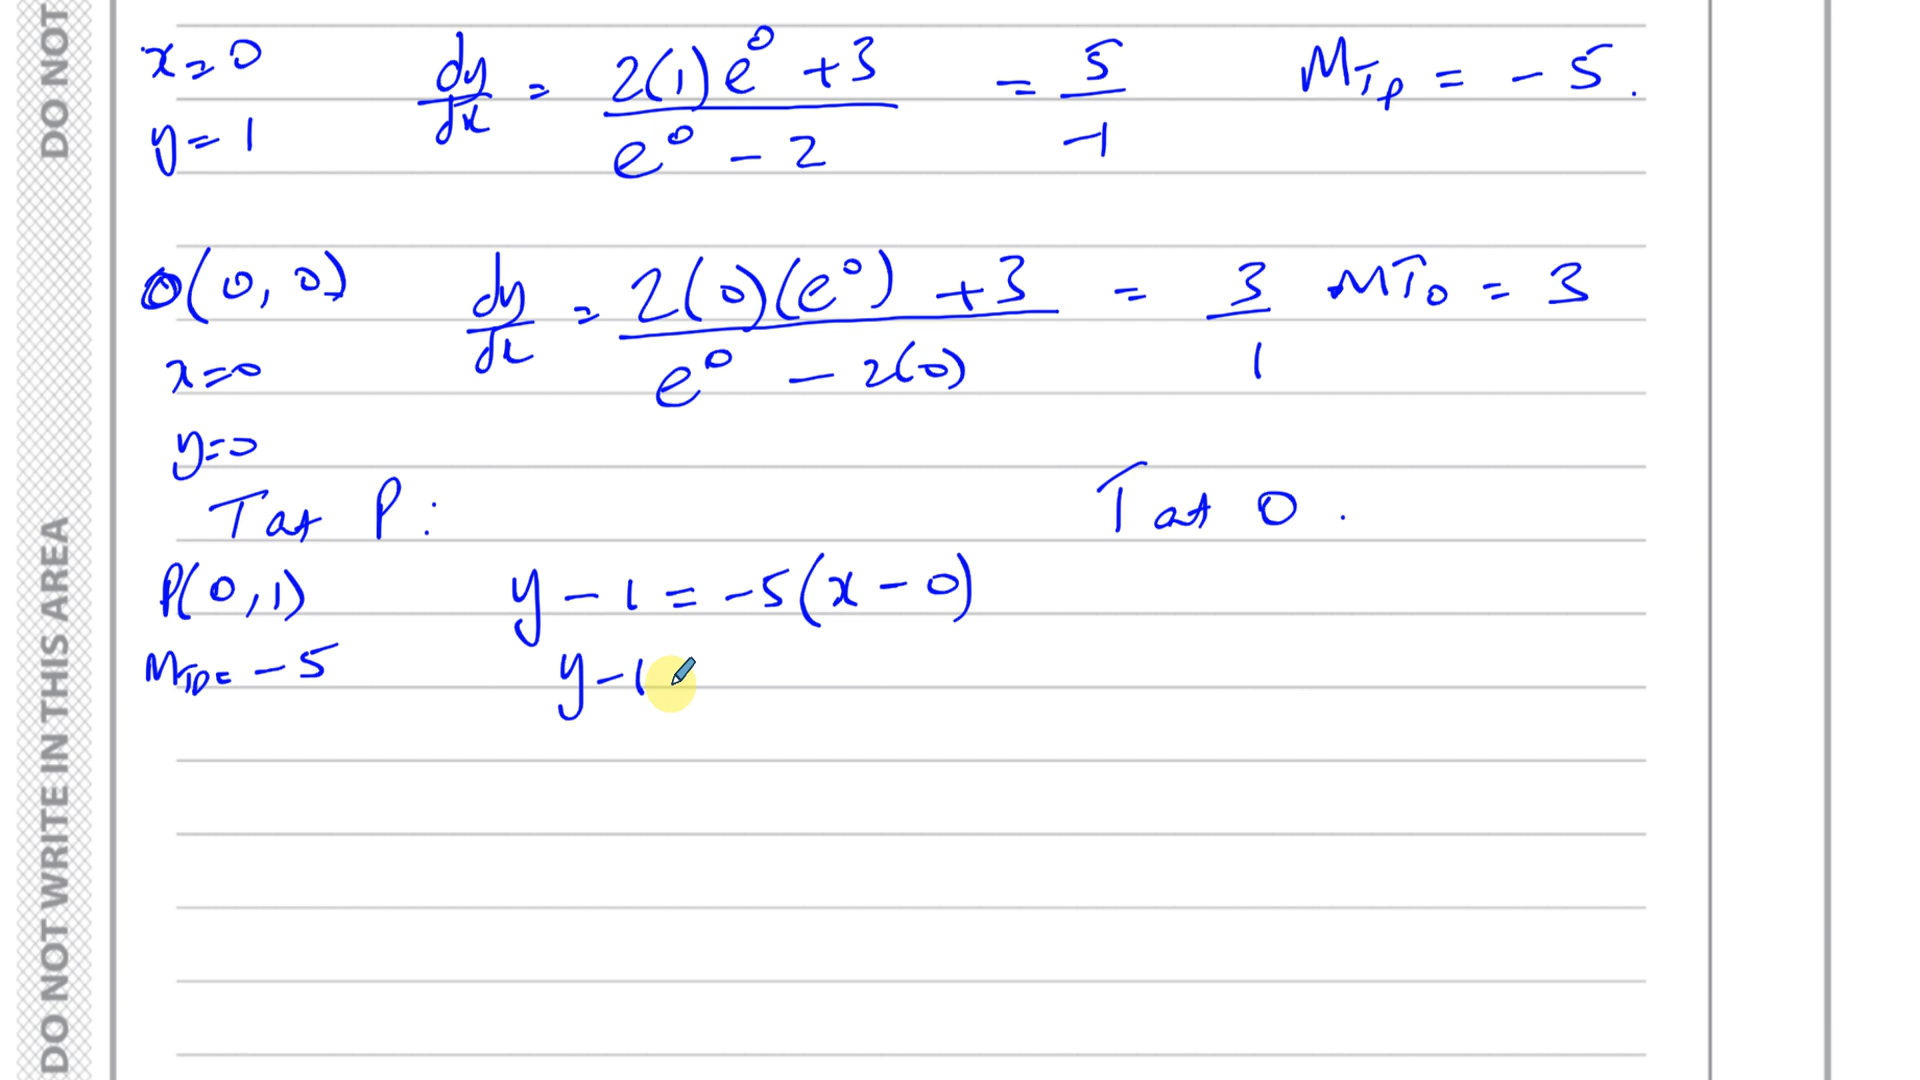 DO NOT
DO NOT WRITE IN THIS AREA
x=0 dy/dx = (2(1)e^0 +3)/(e^0 - 2) = 5/-1 M_TP = -5.
y=1
O(0,0) dy/dx = (2(0)(e^0) +3)/(e^0 - 2(0)) = 3/1 M_TO = 3
x=0
y=0
T at P: T at O.
P(0,1) y-1 = -5(x-0)
M_TP= -5 y-1